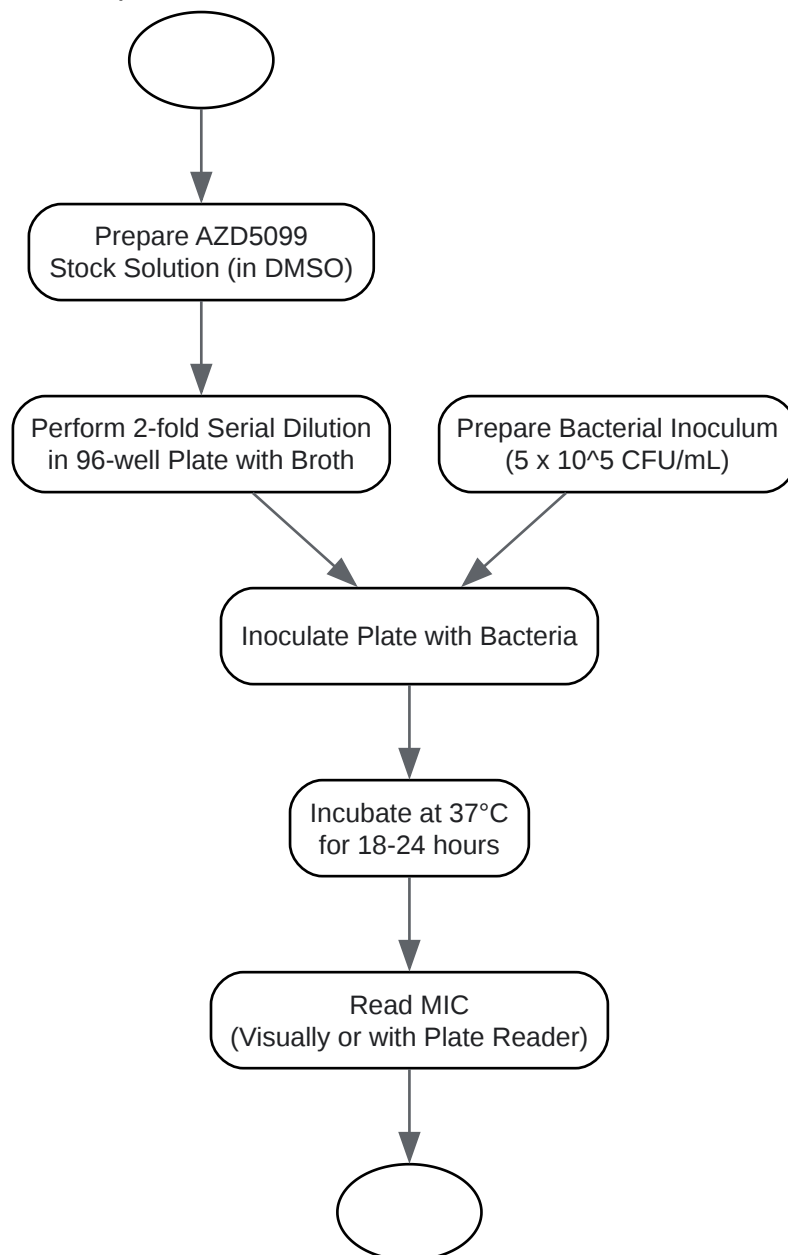 Prepare AZD5099
Stock Solution (in DMSO)
Perform 2-fold Serial Dilution
in 96-well Plate with Broth
Prepare Bacterial Inoculum
(5 x 10^5 CFU/mL)
Inoculate Plate with Bacteria
Incubate at 37°C
for 18-24 hours
Read MIC
(Visually or with Plate Reader)